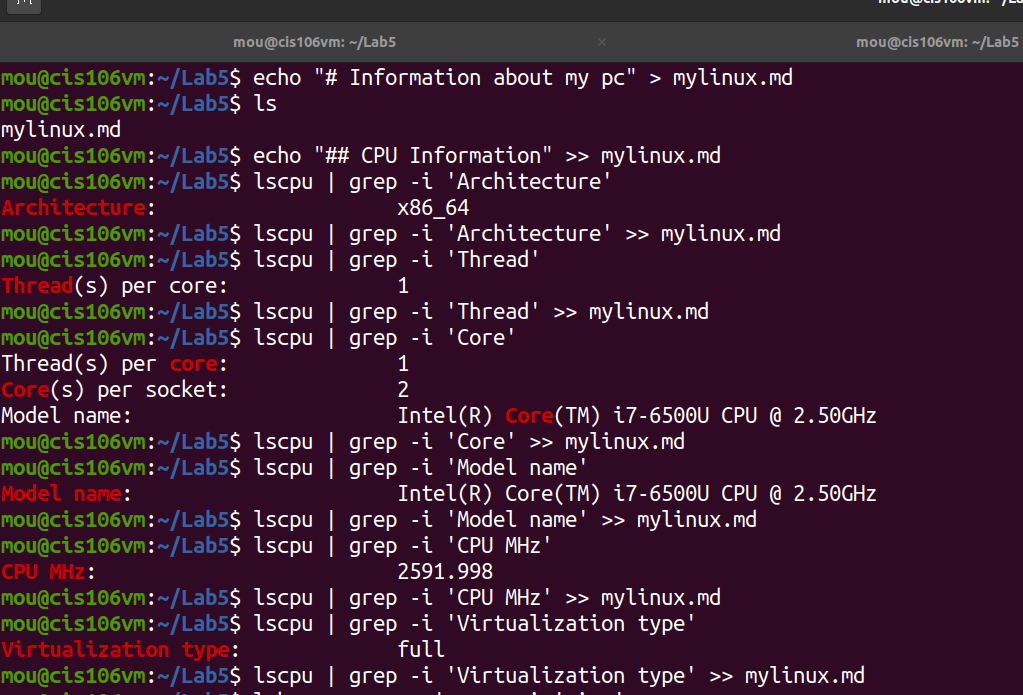 mou@cis106vm: ~/Lab5 × mou@cis106vm: ~/Lab5
mou@cis106vm:~/Lab5$ echo "# Information about my pc" > mylinux.md
mou@cis106vm:~/Lab5$ ls
mylinux.md
mou@cis106vm:~/Lab5$ echo "## CPU Information" >> mylinux.md
mou@cis106vm:~/Lab5$ lscpu | grep -i 'Architecture'
Architecture: x86_64
mou@cis106vm:~/Lab5$ lscpu | grep -i 'Architecture' >> mylinux.md
mou@cis106vm:~/Lab5$ lscpu | grep -i 'Thread'
Thread(s) per core: 1
mou@cis106vm:~/Lab5$ lscpu | grep -i 'Thread' >> mylinux.md
mou@cis106vm:~/Lab5$ lscpu | grep -i 'Core'
Thread(s) per core: 1
Core(s) per socket: 2
Model name: Intel(R) Core(TM) i7-6500U CPU @ 2.50GHz
mou@cis106vm:~/Lab5$ lscpu | grep -i 'Core' >> mylinux.md
mou@cis106vm:~/Lab5$ lscpu | grep -i 'Model name'
Model name: Intel(R) Core(TM) i7-6500U CPU @ 2.50GHz
mou@cis106vm:~/Lab5$ lscpu | grep -i 'Model name' >> mylinux.md
mou@cis106vm:~/Lab5$ lscpu | grep -i 'CPU MHz'
CPU MHz: 2591.998
mou@cis106vm:~/Lab5$ lscpu | grep -i 'CPU MHz' >> mylinux.md
mou@cis106vm:~/Lab5$ lscpu | grep -i 'Virtualization type'
Virtualization type: full
mou@cis106vm:~/Lab5$ lscpu | grep -i 'Virtualization type' >> mylinux.md